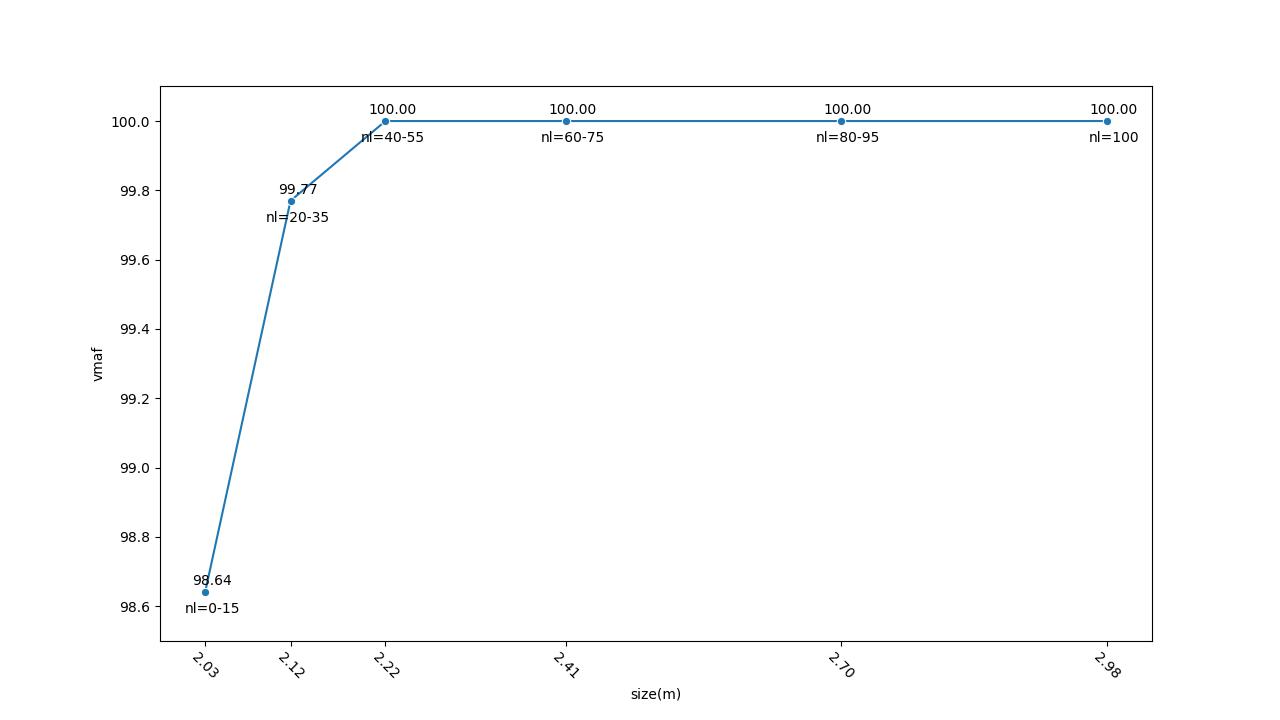 100.00 100.00 100.00 100.00
100.0
nl=40-55 nl=60-75 nl=80-95 nl=100
99.8
99.77
nl=20-35
99.6
99.4
vmaf
99.2
99.0
98.8
98.64
98.6
nl=0-15
2.03 2.12 2.22 2.41 2.70 2.98
size(m)